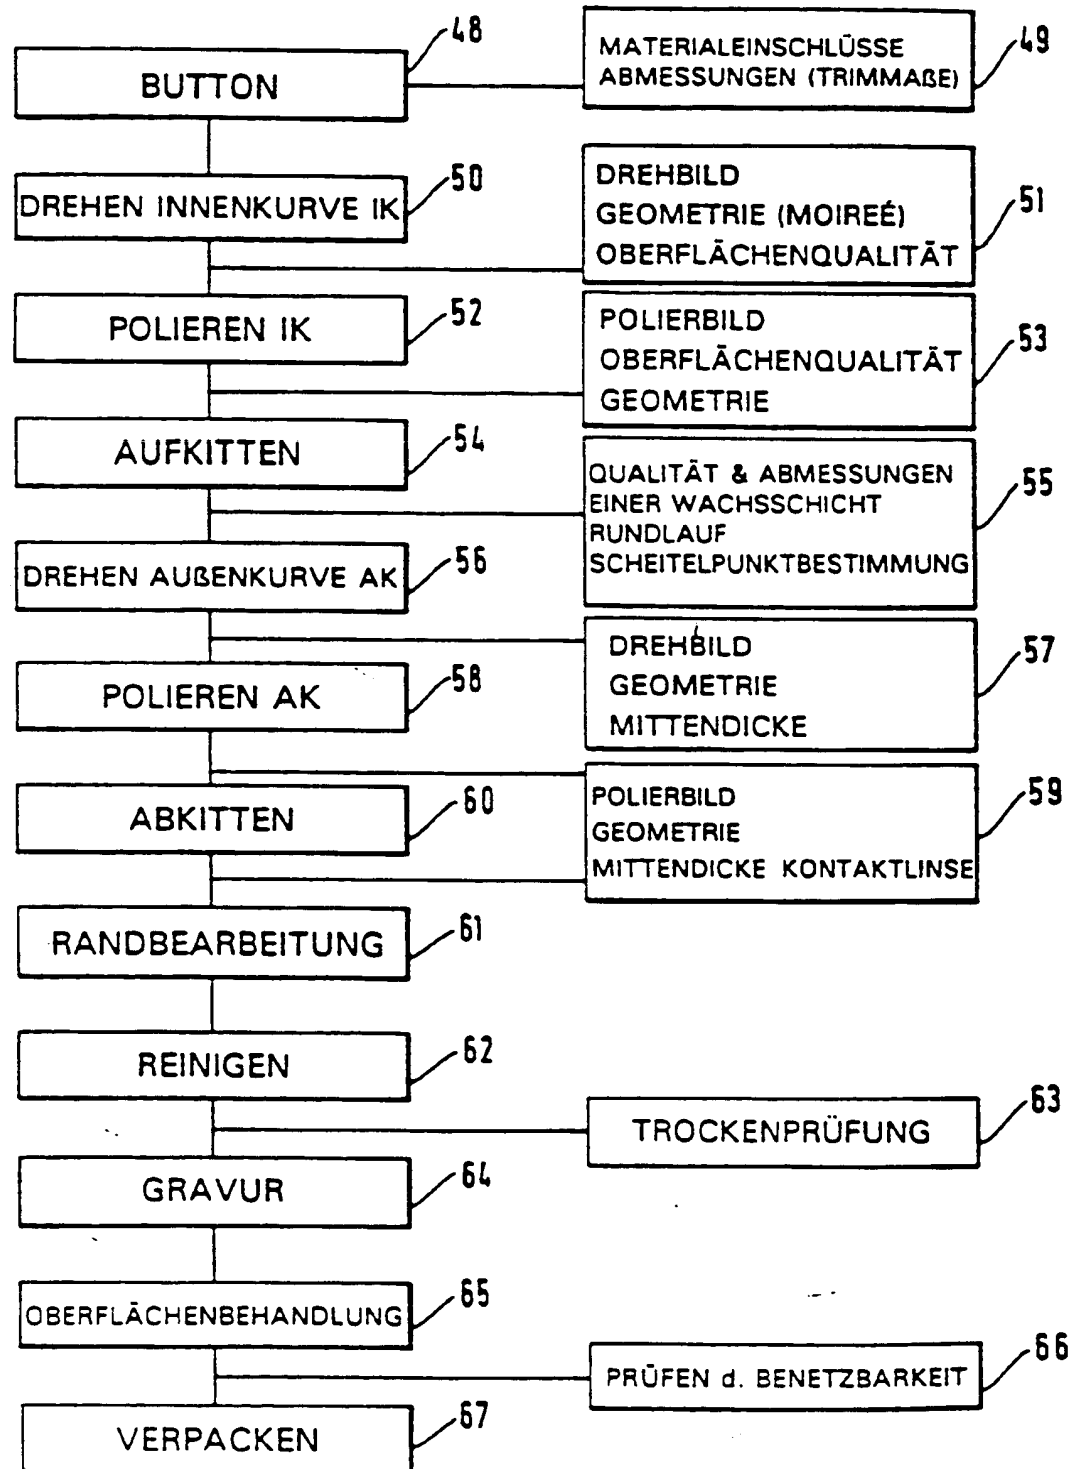 BUTTON
48
MATERIALEINSCHLÜSSE
ABMESSUNGEN (TRIMMAßE)
49
DREHEN INNENKURVE IK
50
DREHBILD
GEOMETRIE (MOIREÉ)
OBERFLÄCHENQUALITÄT
51
POLIEREN IK
52
POLIERBILD
OBERFLÄCHENQUALITÄT
GEOMETRIE
53
AUFKITTEN
54
QUALITÄT & ABMESSUNGEN
EINER WACHSSCHICHT
RUNDLAUF
SCHEITELPUNKTBESTIMMUNG
55
DREHEN AUßENKURVE AK
56
DREHBILD
GEOMETRIE
MITTENDICKE
57
POLIEREN AK
58
POLIERBILD
GEOMETRIE
MITTENDICKE KONTAKTLINSE
59
ABKITTEN
60
RANDBEARBEITUNG
61
REINIGEN
62
TROCKENPRÜFUNG
63
GRAVUR
64
OBERFLÄCHENBEHANDLUNG
65
PRÜFEN d. BENETZBARKEIT
66
VERPACKEN
67